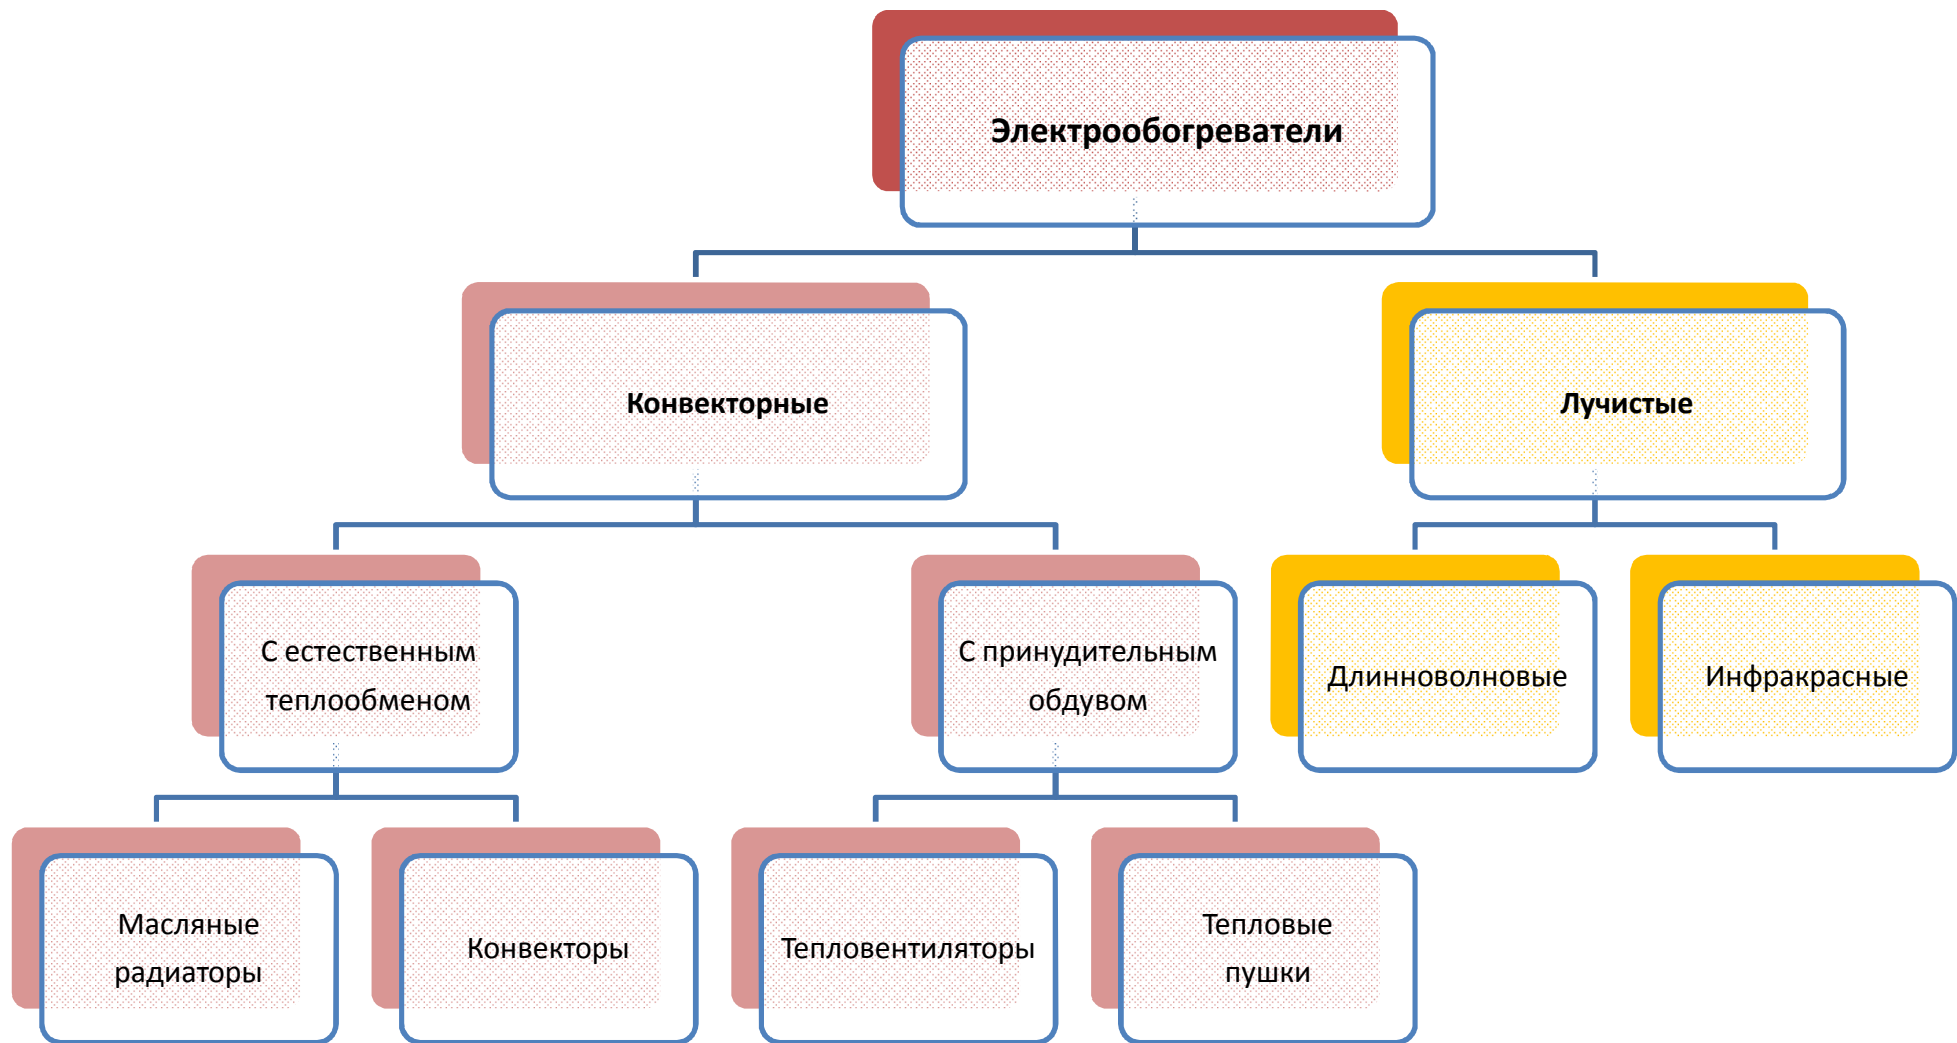 Электрообогреватели
Конвекторные
Лучистые
С естественным
теплообменом
С принудительным
обдувом
Длинноволновые
Инфракрасные
Масляные
радиаторы
Конвекторы
Тепловентиляторы
Тепловые
пушки